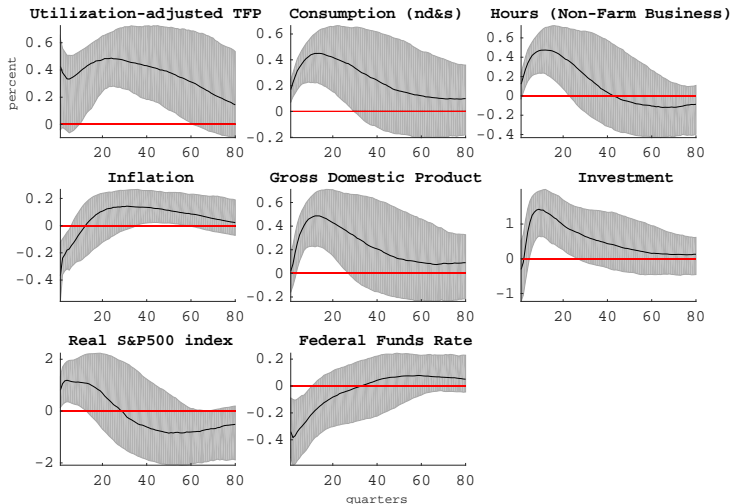 Utilization-adjusted TFP
Consumption (nd&s)
Hours (Non-Farm Business)
percent
0.6
0.4
0.2
0
20 40 60 80
0.6
0.4
0.2
0
-0.2
20 40 60 80
0.6
0.4
0.2
0
-0.2
-0.4
20 40 60 80
Inflation
Gross Domestic Product
Investment
0.2
0
-0.2
-0.4
20 40 60 80
0.6
0.4
0.2
0
-0.2
20 40 60 80
1
0
-1
20 40 60 80
Real S&P500 index
Federal Funds Rate
2
0
-2
20 40 60 80
0.2
0
-0.2
-0.4
20 40 60 80
quarters